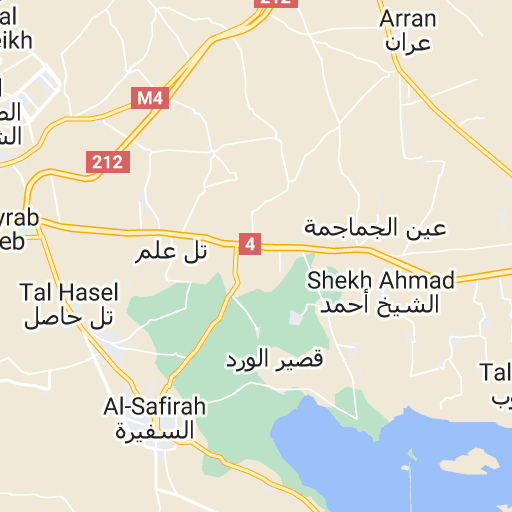 212
Arran
عران
M4
212
4
عين الجماجمة
تل علم
Shekh Ahmad
الشيخ أحمد
Tal Hasel
تل حاصل
قصير الورد
Al-Safirah
السفيرة
Tal